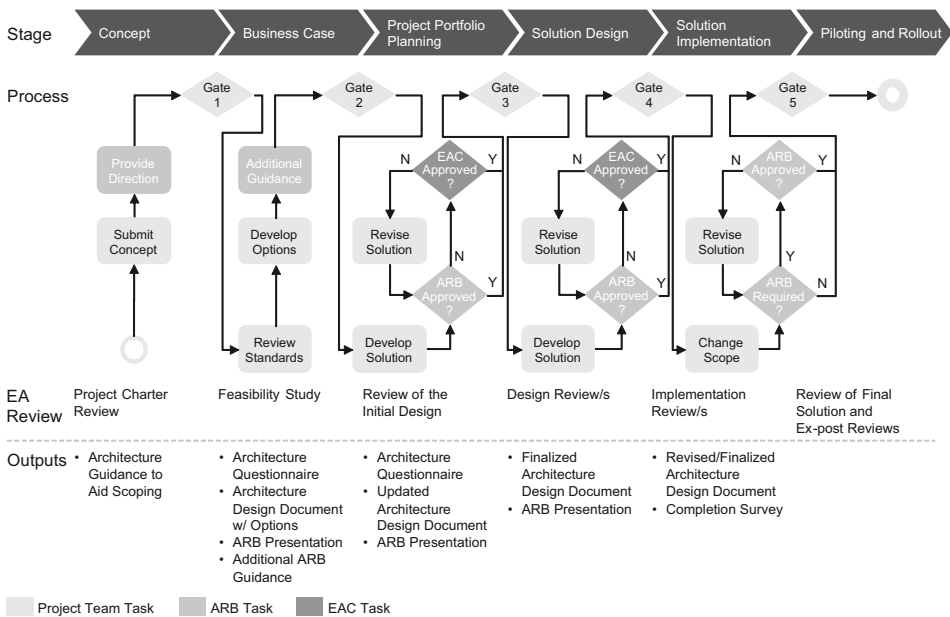 Stage
Concept
Business Case
Project Portfolio
Planning
Solution Design
Solution
Implementation
Piloting and Rollout
Process
Gate
1
Gate
2
Gate
3
Gate
4
Gate
5
Provide
Direction
Submit
Concept
Additional
Guidance
Develop
Options
Review
Standards
N
EAC
Approved
?
Y
Revise
Solution
N
ARB
Approved
?
Y
Develop
Solution
N
EAC
Approved
?
Y
Revise
Solution
N
ARB
Approved
?
Y
Develop
Solution
N
ARB
Approved
?
Y
Revise
Solution
Y
ARB
Required
?
N
Change
Scope
EA
Review
Project Charter
Review
Feasibility Study
Review of the
Initial Design
Design Review/s
Implementation
Review/s
Review of Final
Solution and
Ex-post Reviews
Outputs
• Architecture
Guidance to
Aid Scoping
• Architecture
Questionnaire
• Architecture
Design Document
w/ Options
• ARB Presentation
• Additional ARB
Guidance
• Architecture
Questionnaire
• Updated
Architecture
Design Document
• ARB Presentation
• Finalized
Architecture
Design Document
• ARB Presentation
• Revised/Finalized
Architecture
Design Document
• Completion Survey
Project Team Task
ARB Task
EAC Task